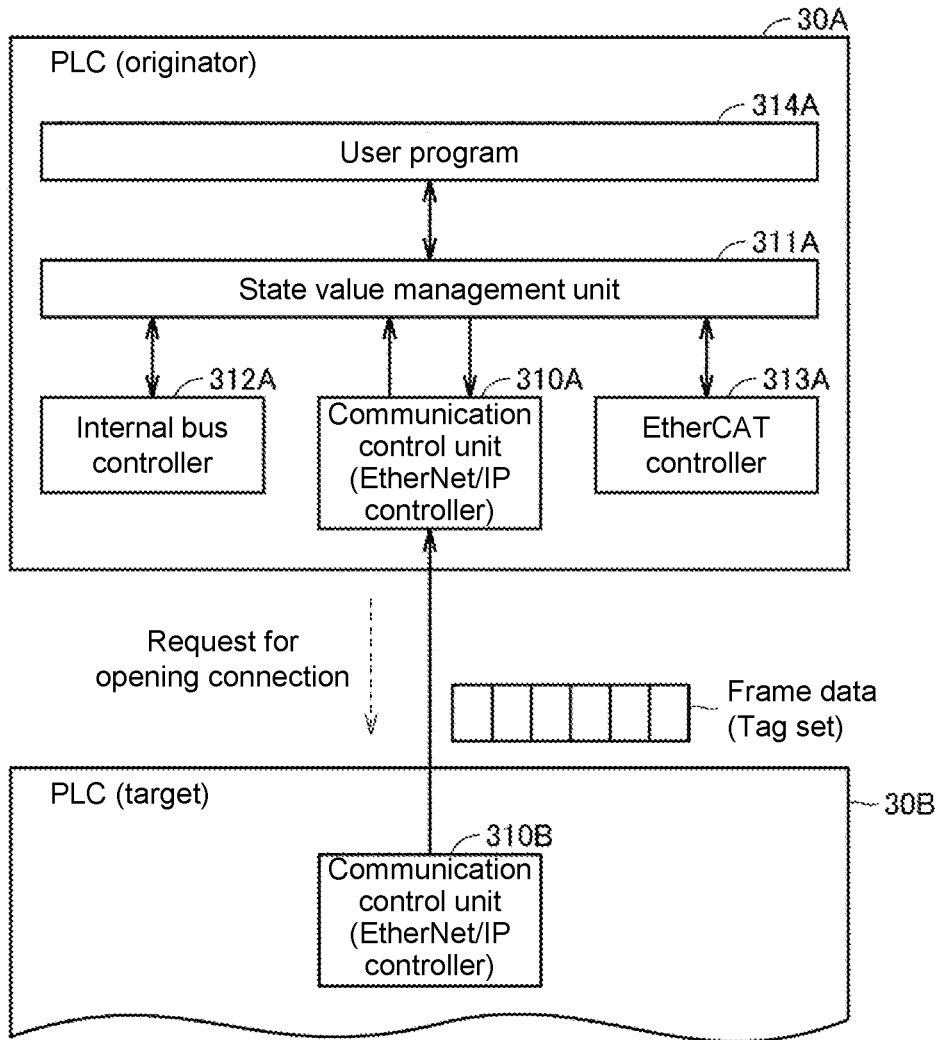 30A
PLC (originator)
314A
User program
311A
State value management unit
312A
310A
313A
Internal bus
controller
Communication
control unit
(EtherNet/IP
controller)
EtherCAT
controller
Request for
opening connection
Frame data
(Tag set)
PLC (target)
30B
310B
Communication
control unit
(EtherNet/IP
controller)